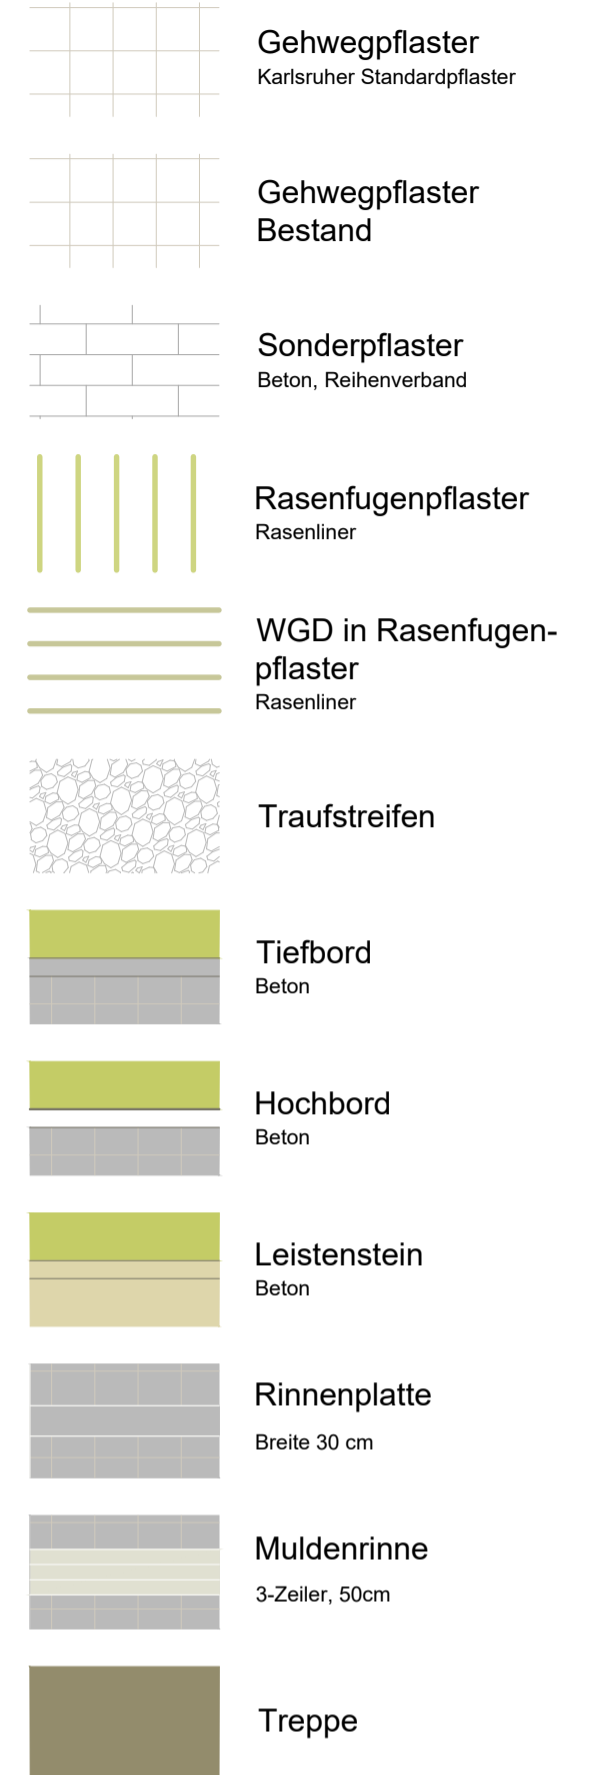 Gehwegpflaster
Karlsruher Standardpflaster
Gehwegpflaster
Bestand
Sonderpflaster
Beton, Reihenverband
Rasenfugenpflaster
Rasenliner
WGD in Rasenfugen-
pflaster
Rasenliner
Traufstreifen
Tiefbord
Beton
Hochbord
Beton
Leistenstein
Beton
Rinnenplatte
Breite 30 cm
Muldenrinne
3-Zeiler, 50cm
Treppe